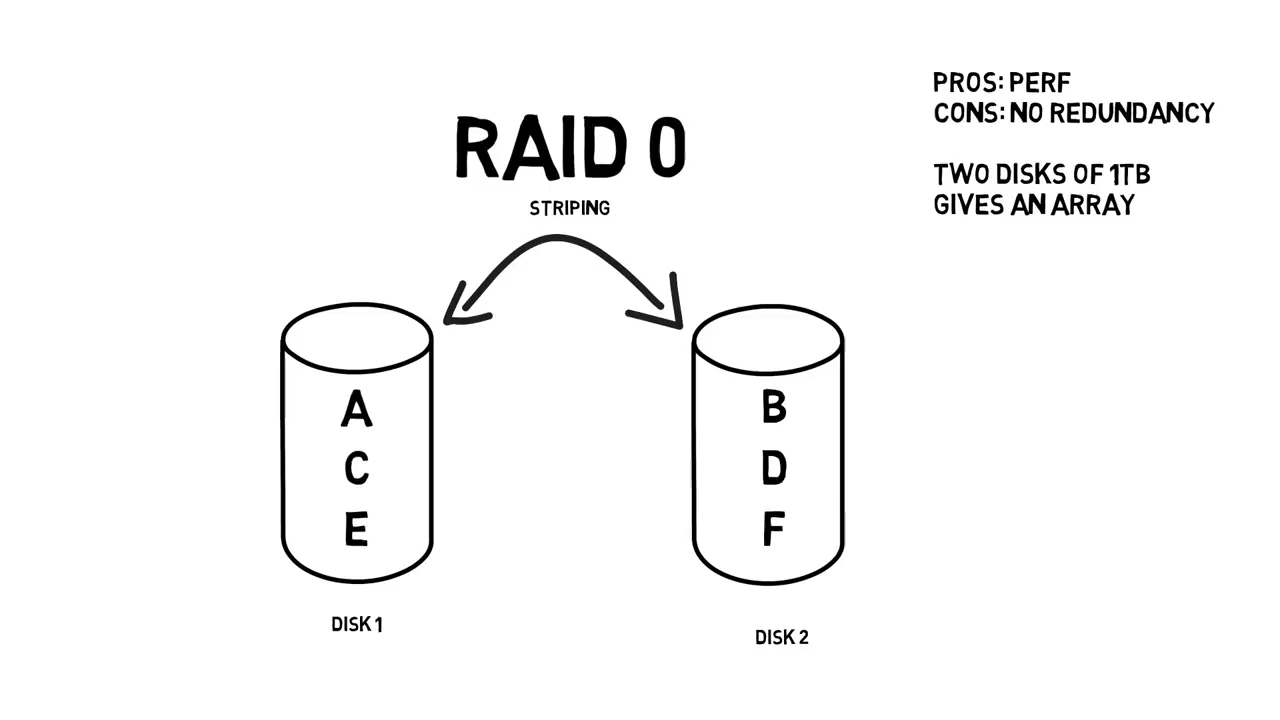 PROS: PERF
CONS: NO REDUNDANCY
TWO DISKS OF 1TB
GIVES AN ARRAY
RAID 0
STRIPING
A
C
E
B
D
F
DISK 1
DISK 2